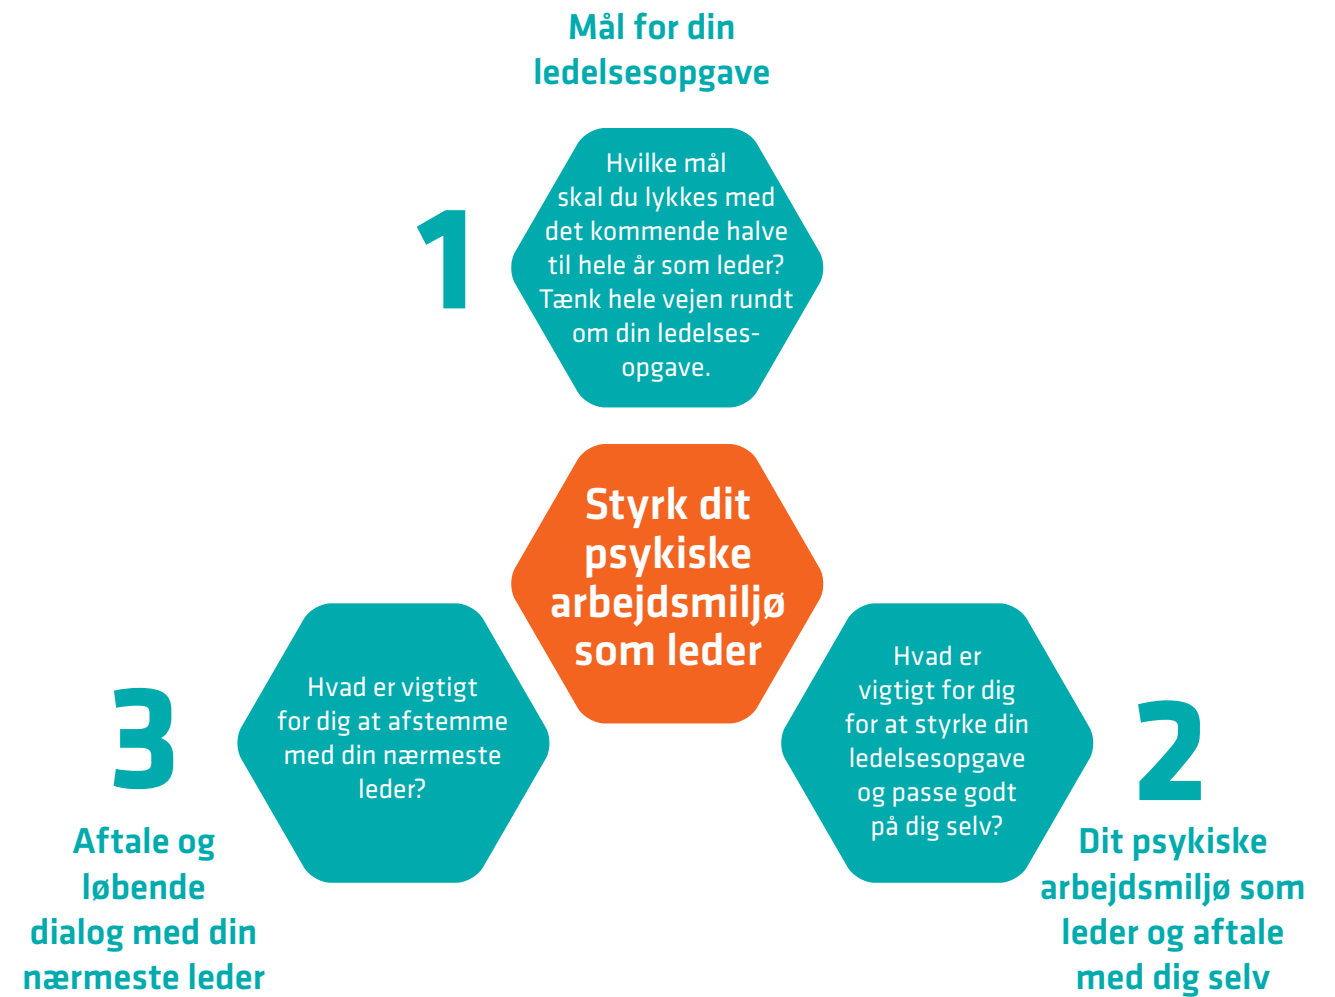 Mål for din
ledelsesopgave
1
Hvilke mål
skal du lykkes med
det kommende halve
til hele år som leder?
Tænk hele vejen rundt
om din ledelses-
opgave.
Styrk dit
psykiske
arbejdsmiljø
som leder
Hvad er
vigtigt for dig
for at styrke din
ledelsesopgave
og passe godt
på dig selv?
2
Dit psykiske
arbejdsmiljø som
leder og aftale
med dig selv
Hvad er vigtigt
for dig at afstemme
med din nærmeste
leder?
3
Aftale og
løbende
dialog med din
nærmeste leder